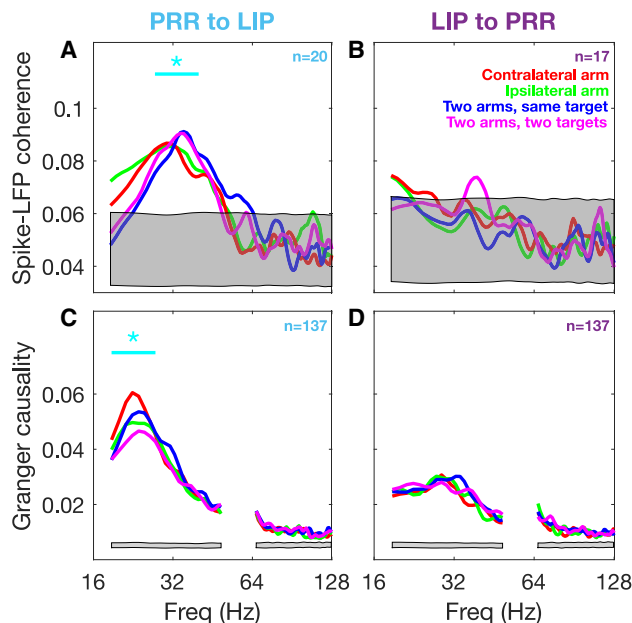 PRR to LIP
LIP to PRR
A
*
n=20
B
n=17
Contralateral arm
Ipsilateral arm
Two arms, same target
Two arms, two targets
Spike-LFP coherence
0.1
0.08
0.06
0.04
C
*
n=137
D
n=137
Granger causality
0.06
0.04
0.02
16
32
64
128
16
32
64
128
Freq (Hz)
Freq (Hz)